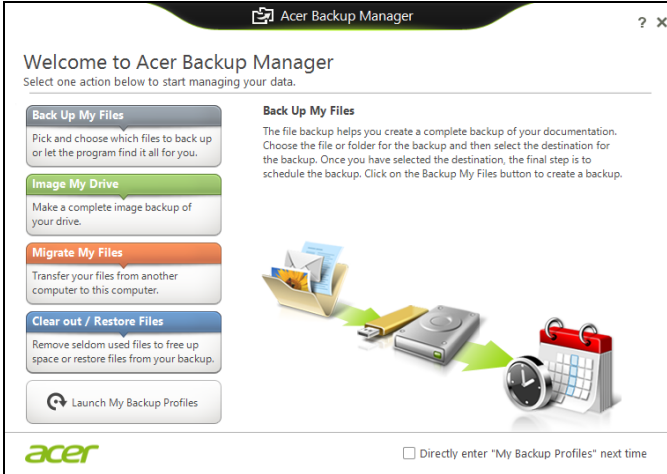 Acer Backup Manager
? X
Welcome to Acer Backup Manager
Select one action below to start managing your data.
Back Up My Files
Pick and choose which files to back up
or let the program find it all for you.
Image My Drive
Make a complete image backup of
your drive.
Migrate My Files
Transfer your files from another
computer to this computer.
Clear out / Restore Files
Remove seldom used files to free up
space or restore files from your backup.
Launch My Backup Profiles
Back Up My Files
The file backup helps you create a complete backup of your documentation.
Choose the file or folder for the backup and then select the destination for
the backup. Once you have selected the destination, the final step is to
schedule the backup. Click on the Backup My Files button to create a backup.
acer
Directly enter "My Backup Profiles" next time